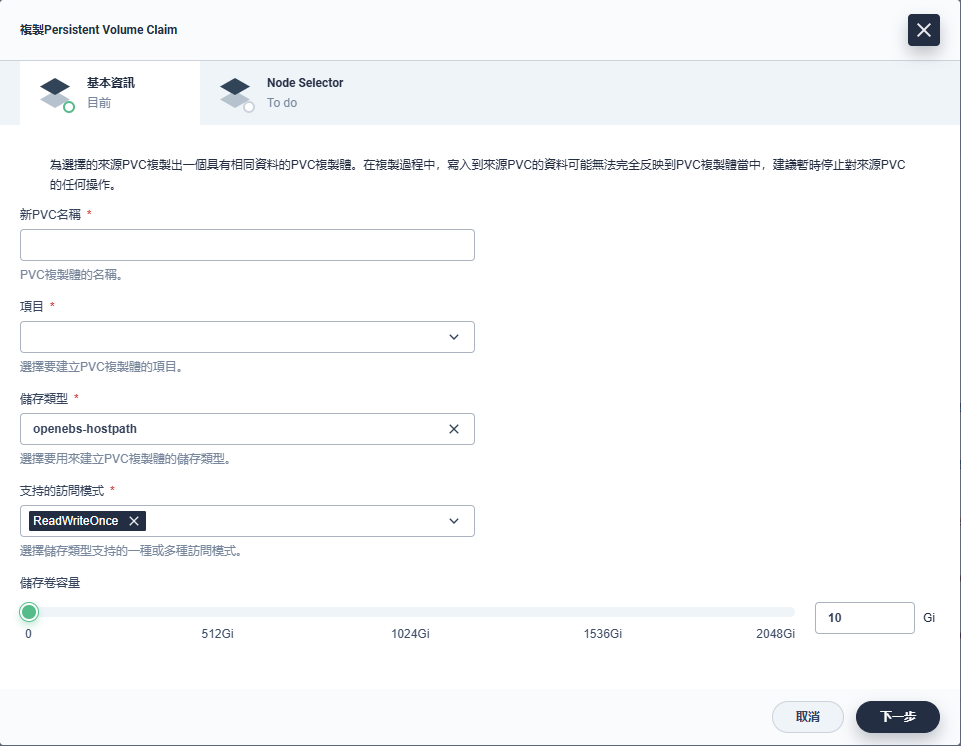 複製Persistent Volume Claim
基本資訊
目前
Node Selector
To do
為選擇的來源PVC複製出一個具有相同資料的PVC複製體。在複製過程中，寫入到來源PVC的資料可能無法完全反映到PVC複製體當中，建議暫時停止對來源PVC
的任何操作。
新PVC名稱 *
PVC複製體的名稱。
項目 *
選擇要建立PVC複製體的項目。
儲存類型 *
openebs-hostpath
選擇要用來建立PVC複製體的儲存類型。
支持的訪問模式 *
ReadWriteOnce
選擇儲存類型支持的一種或多種訪問模式。
儲存卷容量
10 Gi
0 512Gi 1024Gi 1536Gi 2048Gi
取消 下一步